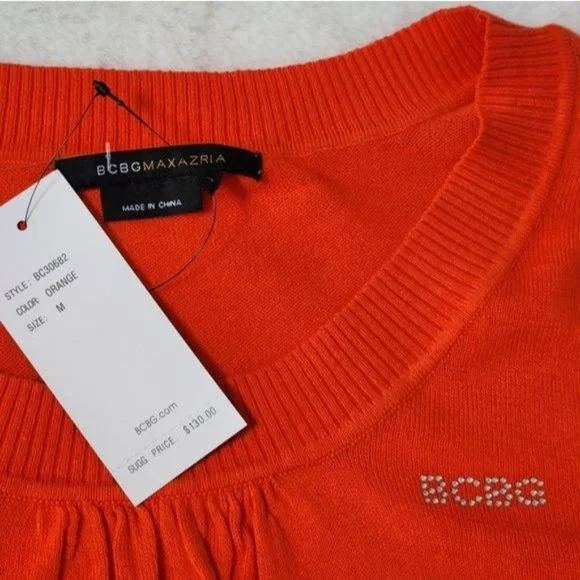 BCBGMAXAZRIA
MADE IN CHINA
STYLE: BC30682
COLOR: ORANGE
SIZE: M
BCBG.com
SUGG. PRICE: $130.00
BCBG